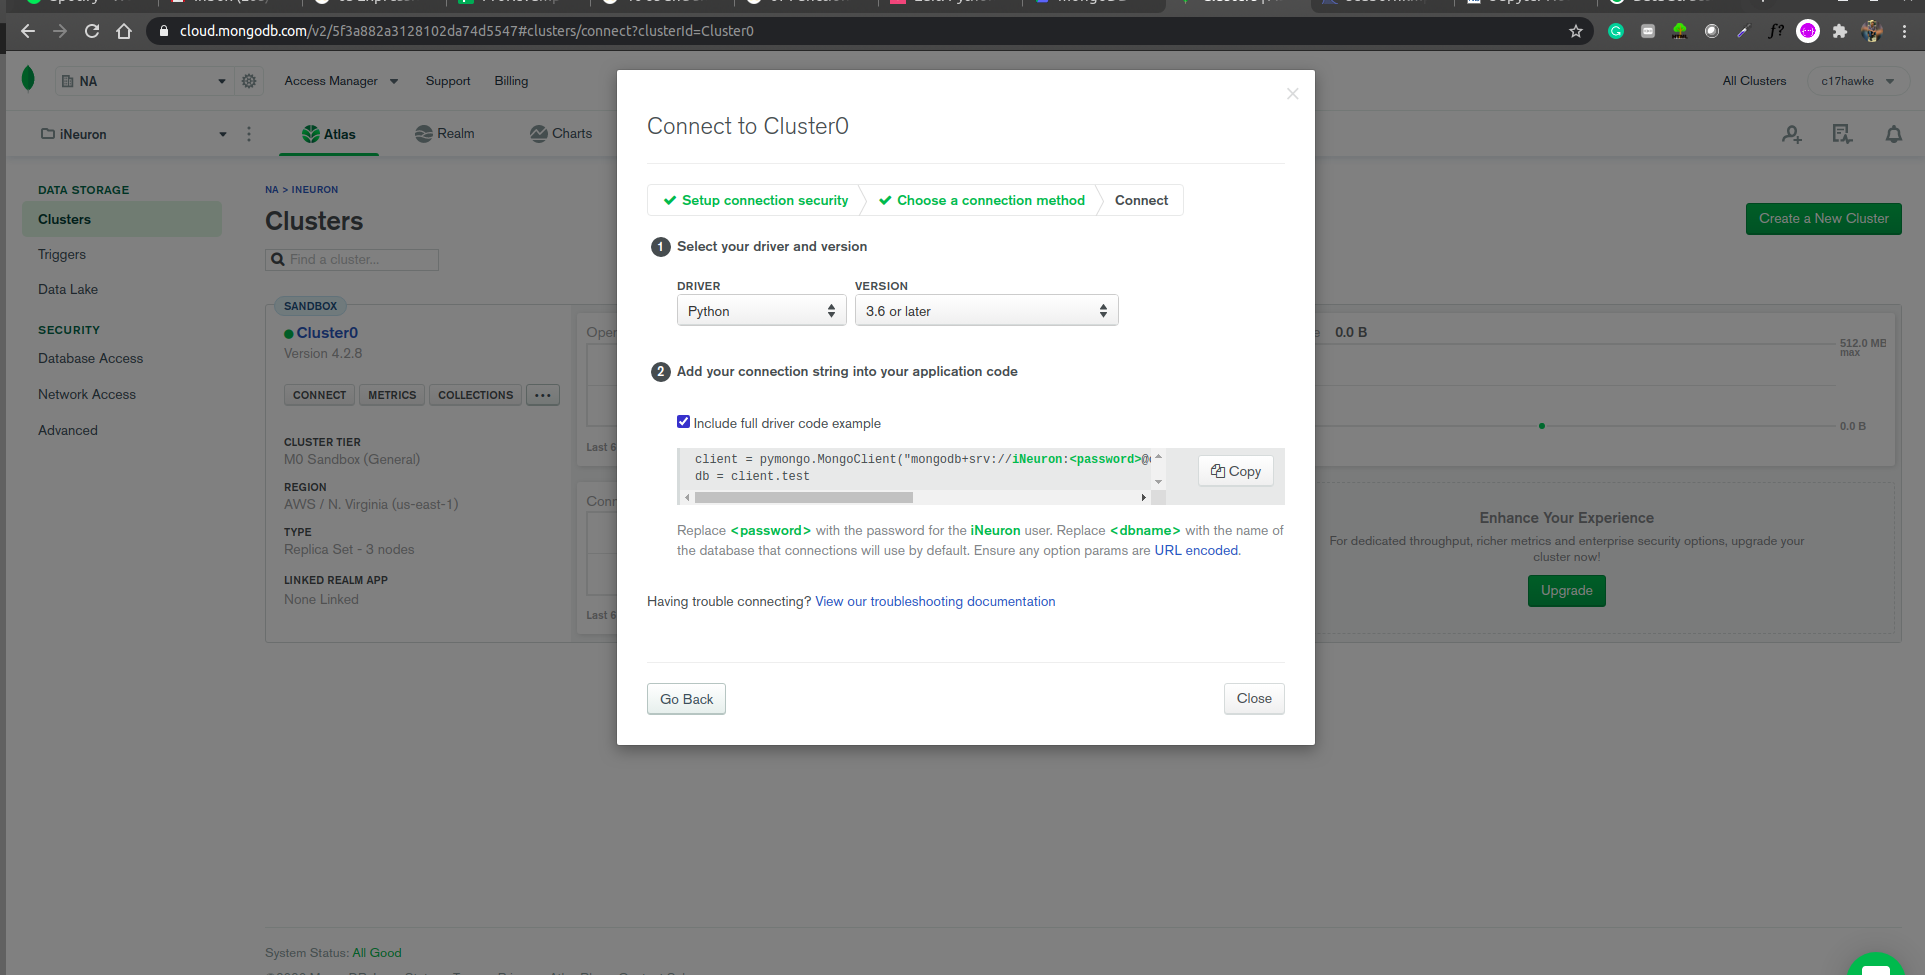 cloud.mongodb.com/v2/5f3a882a3128102da74d5547#clusters/connect?clusterId=Cluster0
NA
Access Manager
Support
Billing
All Clusters
c17hawke
iNeuron
Atlas
Realm
Charts
DATA STORAGE
Clusters
Triggers
Data Lake
SECURITY
Database Access
Network Access
Advanced
NA > INEURON
Clusters
Find a cluster...
Create a New Cluster
SANDBOX
Cluster0
Version 4.2.8
CONNECT
METRICS
COLLECTIONS
...
CLUSTER TIER
M0 Sandbox (General)
REGION
AWS / N. Virginia (us-east-1)
TYPE
Replica Set - 3 nodes
LINKED REALM APP
None Linked
Oper
Last 6
Conn
Last 6
Connect to Cluster0
Setup connection security
Choose a connection method
Connect
1 Select your driver and version
DRIVER
VERSION
Python
3.6 or later
2 Add your connection string into your application code
Include full driver code example
client = pymongo.MongoClient("mongodb+srv://iNeuron:<password>@
db = client.test
Copy
Replace <password> with the password for the iNeuron user. Replace <dbname> with the name of
the database that connections will use by default. Ensure any option params are URL encoded.
Having trouble connecting? View our troubleshooting documentation
Go Back
Close
e 0.0 B
512.0 MB
max
0.0 B
Enhance Your Experience
For dedicated throughput, richer metrics and enterprise security options, upgrade your
cluster now!
Upgrade
System Status: All Good